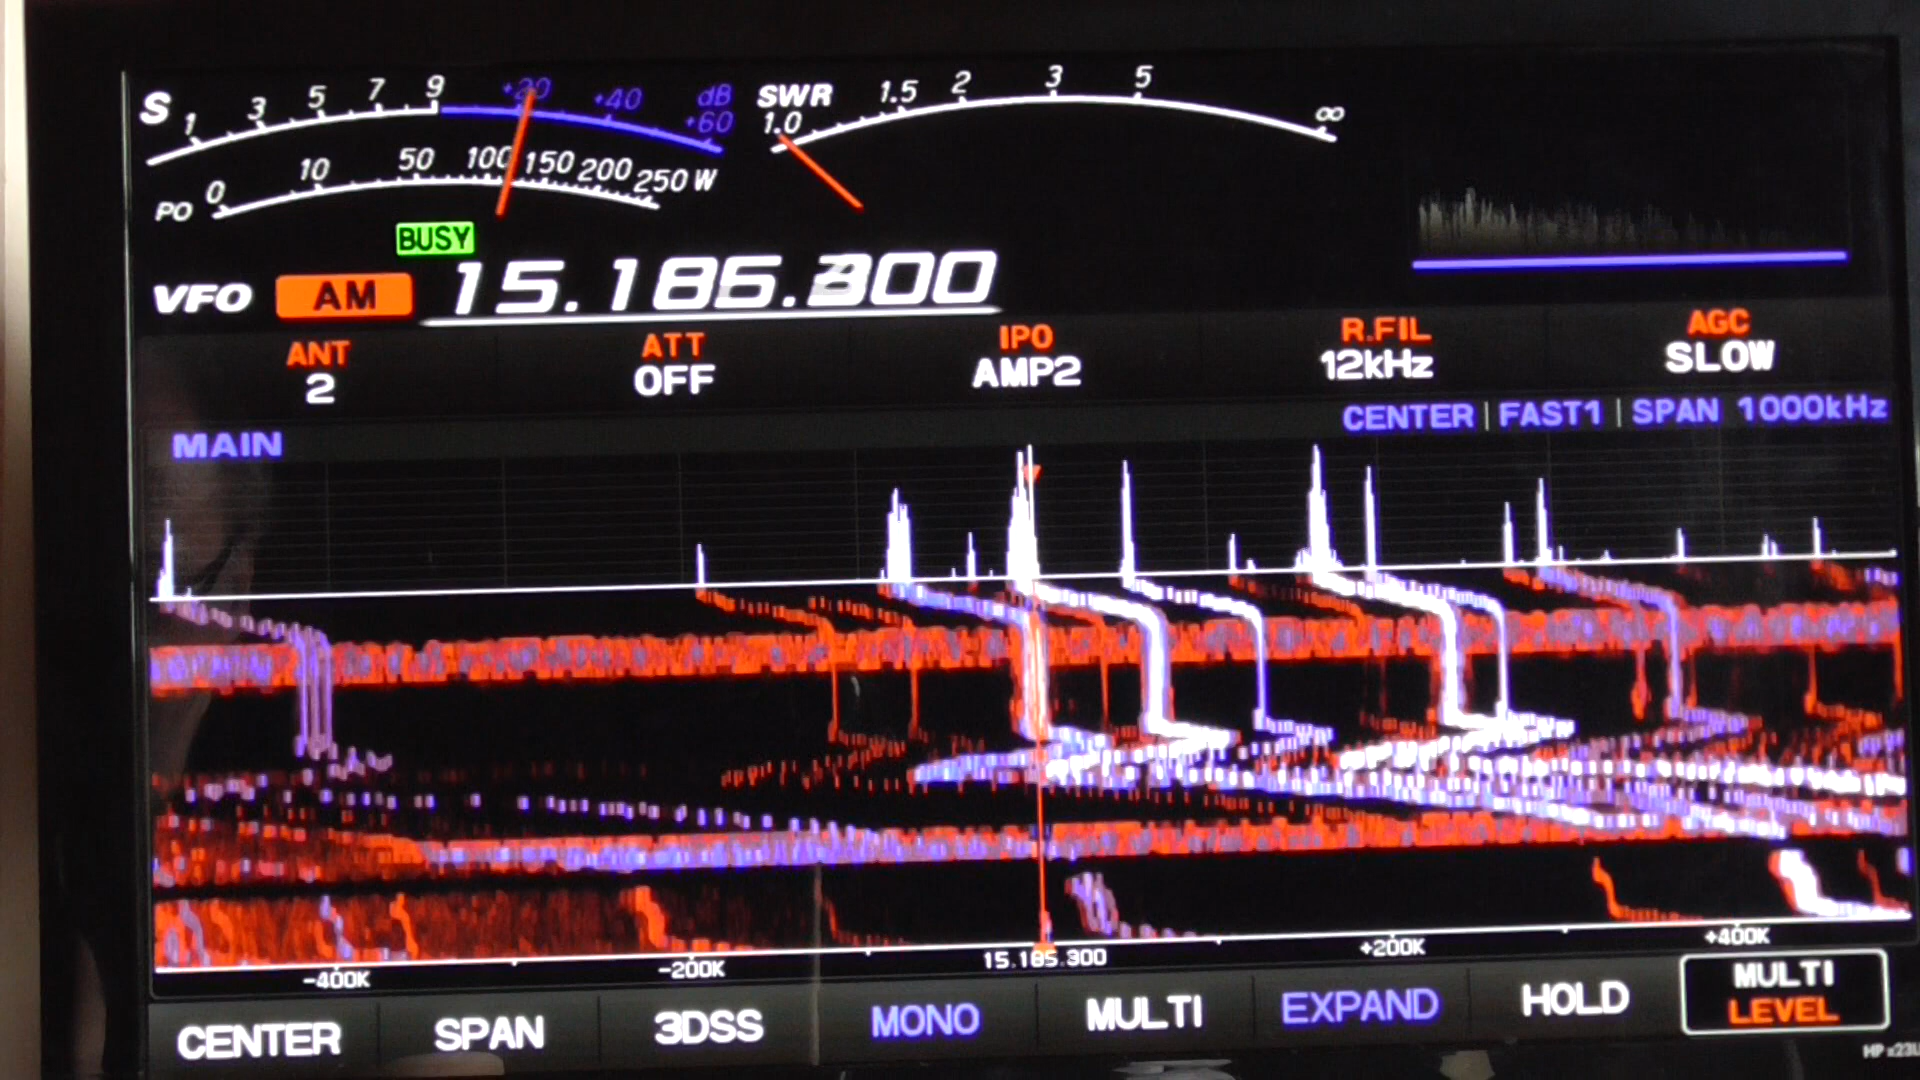 S 1 3 5 7 9 +20 +40 dB +60
SWR 1.0 1.5 2 3 5 ∞
PO 0 10 50 100 150 200 250 W
BUSY
VFO AM
ANT ATT IPO R.FIL AGC
2 OFF AMP2 12kHz SLOW
CENTER | FAST1 | SPAN 1000kHz
MAIN
-400K -200K 15.185.300 +200K +400K
CENTER SPAN 3DSS MONO MULTI EXPAND HOLD MULTI
LEVEL